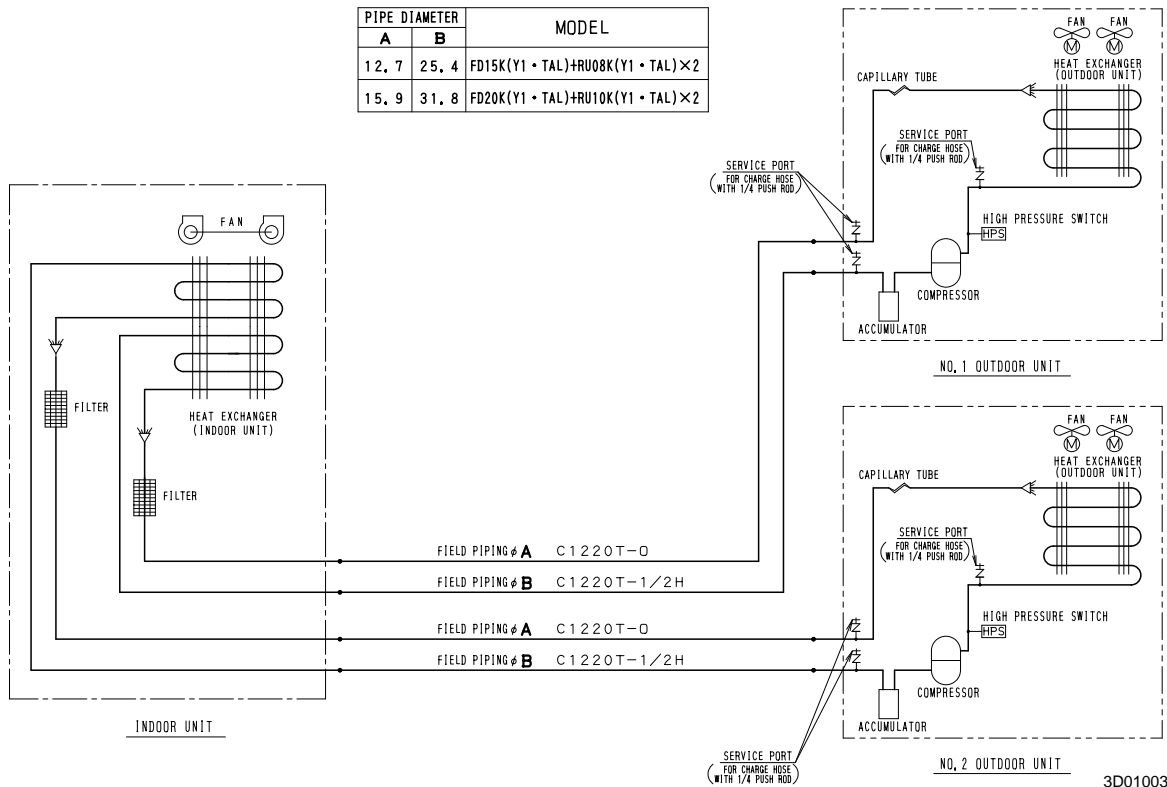 PIPE DIAMETER
MODEL
A B
12.7 25.4 FD15K(Y1・TAL)+RU08K(Y1・TAL)×2
15.9 31.8 FD20K(Y1・TAL)+RU10K(Y1・TAL)×2
FAN FAN
M M
HEAT EXCHANGER
(OUTDOOR UNIT)
CAPILLARY TUBE
SERVICE PORT
(FOR CHARGE HOSE
WITH 1/4 PUSH ROD)
SERVICE PORT
(FOR CHARGE HOSE
WITH 1/4 PUSH ROD)
HIGH PRESSURE SWITCH
HPS
COMPRESSOR
ACCUMULATOR
NO.1 OUTDOOR UNIT
FAN
FILTER
HEAT EXCHANGER
(INDOOR UNIT)
FILTER
INDOOR UNIT
FIELD PIPING φ A C1220T-O
FIELD PIPING φ B C1220T-1/2H
FIELD PIPING φ A C1220T-O
FIELD PIPING φ B C1220T-1/2H
FAN FAN
M M
HEAT EXCHANGER
(OUTDOOR UNIT)
CAPILLARY TUBE
SERVICE PORT
(FOR CHARGE HOSE
WITH 1/4 PUSH ROD)
HIGH PRESSURE SWITCH
HPS
COMPRESSOR
ACCUMULATOR
SERVICE PORT
(FOR CHARGE HOSE
WITH 1/4 PUSH ROD)
NO.2 OUTDOOR UNIT
3D01003